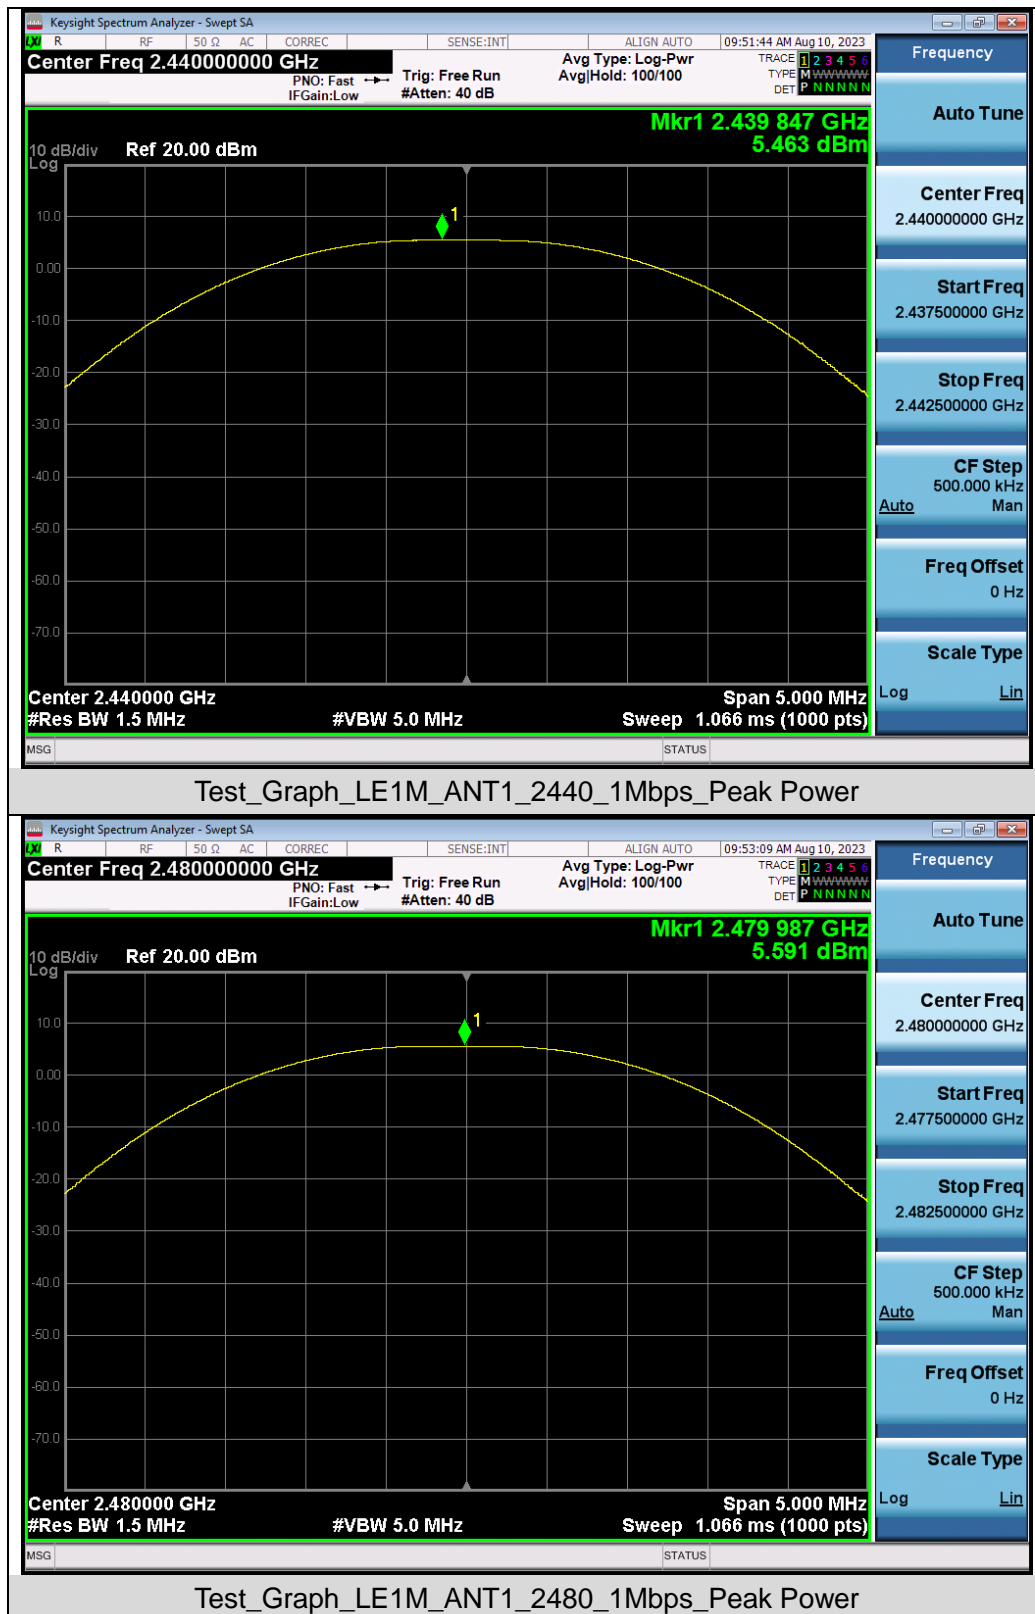 Keysight Spectrum Analyzer - Swept SA
LXI R RF 50 Ω AC CORREC SENSE:INT ALIGN AUTO 09:51:44 AM Aug 10, 2023
Center Freq 2.440000000 GHz
PNO: Fast
IFGain:Low
Trig: Free Run
#Atten: 40 dB
Avg Type: Log-Pwr
Avg|Hold: 100/100
TRACE 1 2 3 4 5 6
TYPE M W W W W W
DET P N N N N N
Mkr1 2.439 847 GHz
5.463 dBm
10 dB/div Ref 20.00 dBm
Log
1
10.0
0.00
-10.0
-20.0
-30.0
-40.0
-50.0
-60.0
-70.0
Center 2.440000 GHz Span 5.000 MHz
#Res BW 1.5 MHz #VBW 5.0 MHz Sweep 1.066 ms (1000 pts)
MSG STATUS
Frequency
Auto Tune
Center Freq
2.440000000 GHz
Start Freq
2.437500000 GHz
Stop Freq
2.442500000 GHz
CF Step
500.000 kHz
Auto Man
Freq Offset
0 Hz
Scale Type
Log Lin
Test_Graph_LE1M_ANT1_2440_1Mbps_Peak Power
Keysight Spectrum Analyzer - Swept SA
LXI R RF 50 Ω AC CORREC SENSE:INT ALIGN AUTO 09:53:09 AM Aug 10, 2023
Center Freq 2.480000000 GHz
PNO: Fast
IFGain:Low
Trig: Free Run
#Atten: 40 dB
Avg Type: Log-Pwr
Avg|Hold: 100/100
TRACE 1 2 3 4 5 6
TYPE M W W W W W
DET P N N N N N
Mkr1 2.479 987 GHz
5.591 dBm
10 dB/div Ref 20.00 dBm
Log
1
10.0
0.00
-10.0
-20.0
-30.0
-40.0
-50.0
-60.0
-70.0
Center 2.480000 GHz Span 5.000 MHz
#Res BW 1.5 MHz #VBW 5.0 MHz Sweep 1.066 ms (1000 pts)
MSG STATUS
Frequency
Auto Tune
Center Freq
2.480000000 GHz
Start Freq
2.477500000 GHz
Stop Freq
2.482500000 GHz
CF Step
500.000 kHz
Auto Man
Freq Offset
0 Hz
Scale Type
Log Lin
Test_Graph_LE1M_ANT1_2480_1Mbps_Peak Power